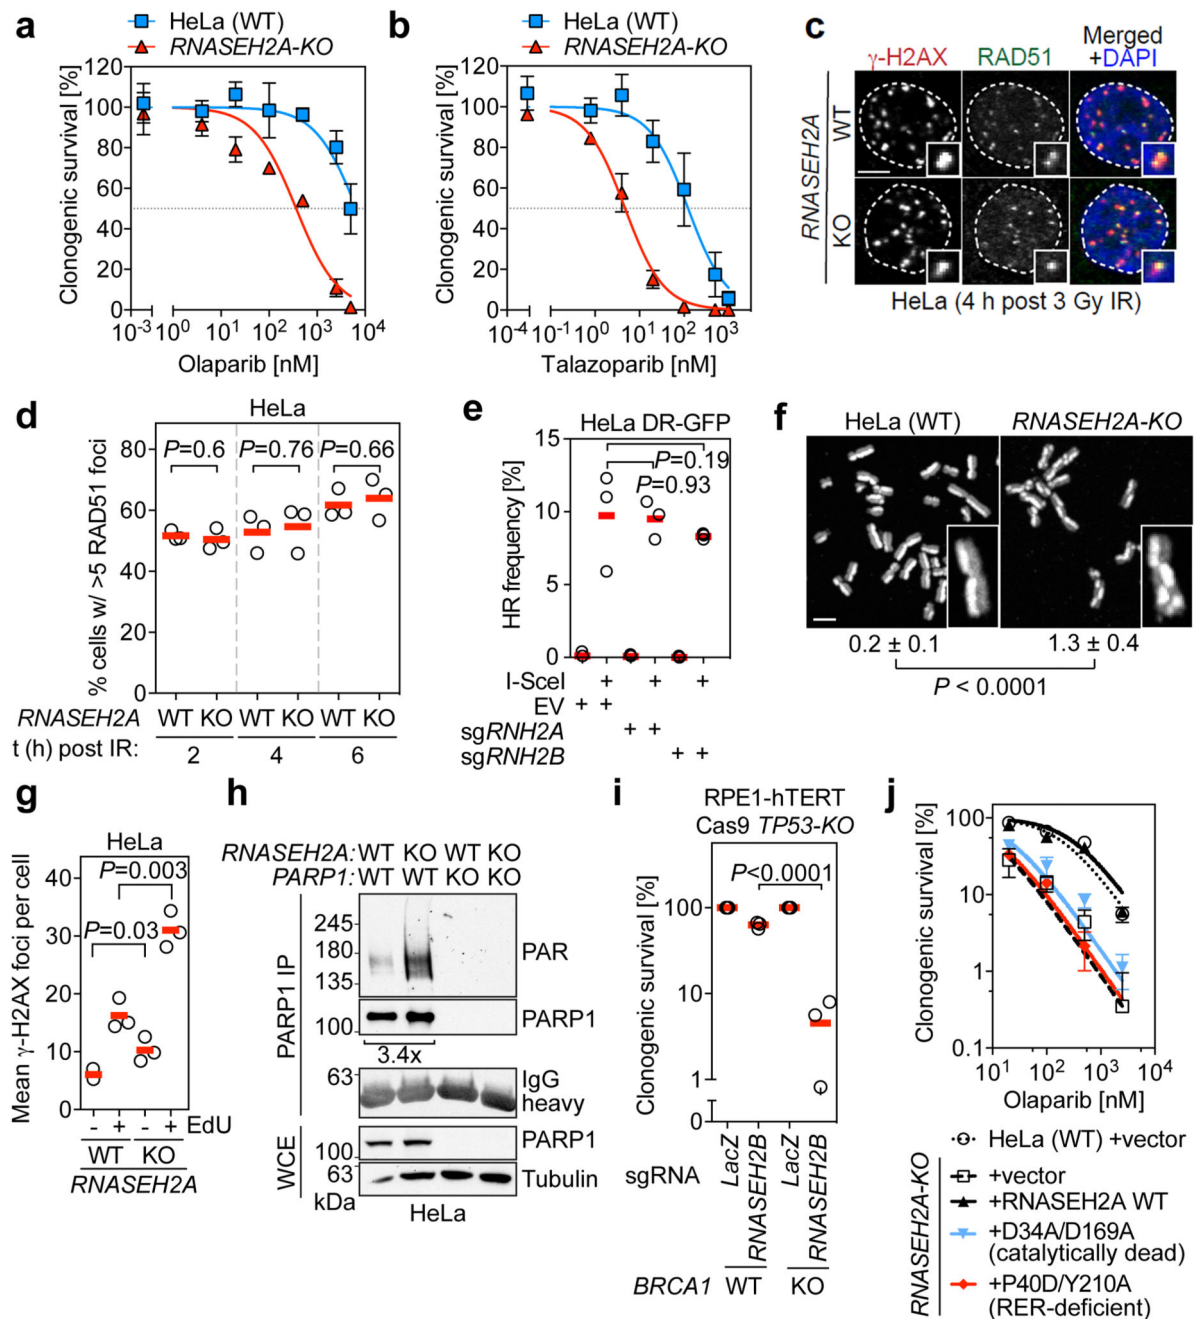 a
HeLa (WT)
RNASEH2A-KO
Clonogenic survival [%]
120
100
80
60
40
20
0
10-3 100 101 102 103 104
Olaparib [nM]
b
HeLa (WT)
RNASEH2A-KO
Clonogenic survival [%]
120
100
80
60
40
20
0
10-4 10-1 100 101 102 103
Talazoparib [nM]
c
γ-H2AX RAD51 Merged
+DAPI
RNASEH2A
WT
KO
HeLa (4 h post 3 Gy IR)
d
HeLa
% cells w/ >5 RAD51 foci
80
60
40
20
0
P=0.6 P=0.76 P=0.66
RNASEH2A WT KO WT KO WT KO
t (h) post IR: 2 4 6
e
HeLa DR-GFP
HR frequency [%]
15
10
5
0
P=0.19
P=0.93
I-SceI + + +
EV + +
sgRNH2A + +
sgRNH2B + +
f
HeLa (WT) RNASEH2A-KO
0.2 ± 0.1 1.3 ± 0.4
P < 0.0001
g
HeLa
Mean γ-H2AX foci per cell
40
30
20
10
0
P=0.003
P=0.03
- + - + EdU
WT KO
RNASEH2A
h
RNASEH2A: WT KO WT KO
PARP1: WT WT KO KO
PARP1 IP
245
180
135
PAR
100
PARP1
3.4x
63
IgG
heavy
WCE
100
PARP1
63
Tubulin
kDa
HeLa
i
RPE1-hTERT
Cas9 TP53-KO
Clonogenic survival [%]
P<0.0001
100
10
1
0
sgRNA LacZ RNASEH2B LacZ RNASEH2B
BRCA1 WT KO
j
Clonogenic survival [%]
100
10
1
0.1
101 102 103 104
Olaparib [nM]
HeLa (WT) +vector
RNASEH2A-KO
+vector
+RNASEH2A WT
+D34A/D169A
(catalytically dead)
+P40D/Y210A
(RER-deficient)